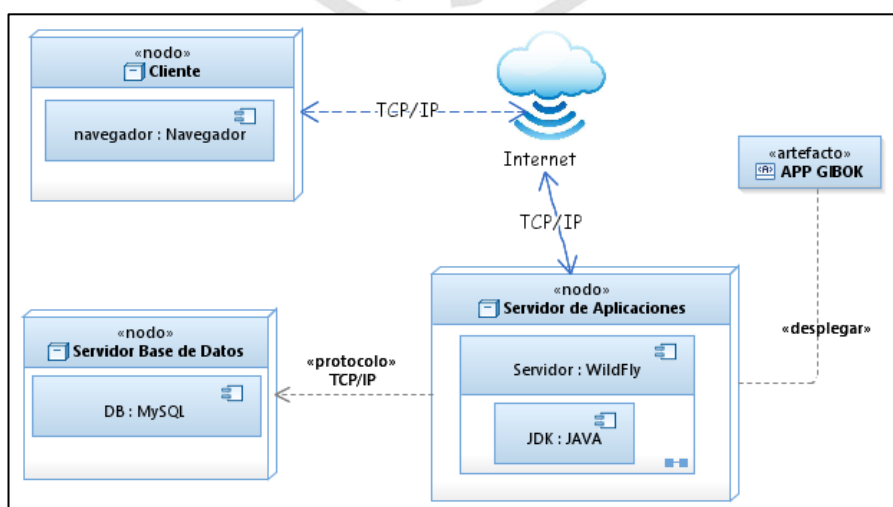 «nodo»
Cliente
navegador : Navegador
TCP/IP
Internet
TCP/IP
«artefacto»
<A> APP GIBOK
«desplegar»
«nodo»
Servidor de Aplicaciones
Servidor : WildFly
JDK : JAVA
«protocolo»
TCP/IP
«nodo»
Servidor Base de Datos
DB : MySQL